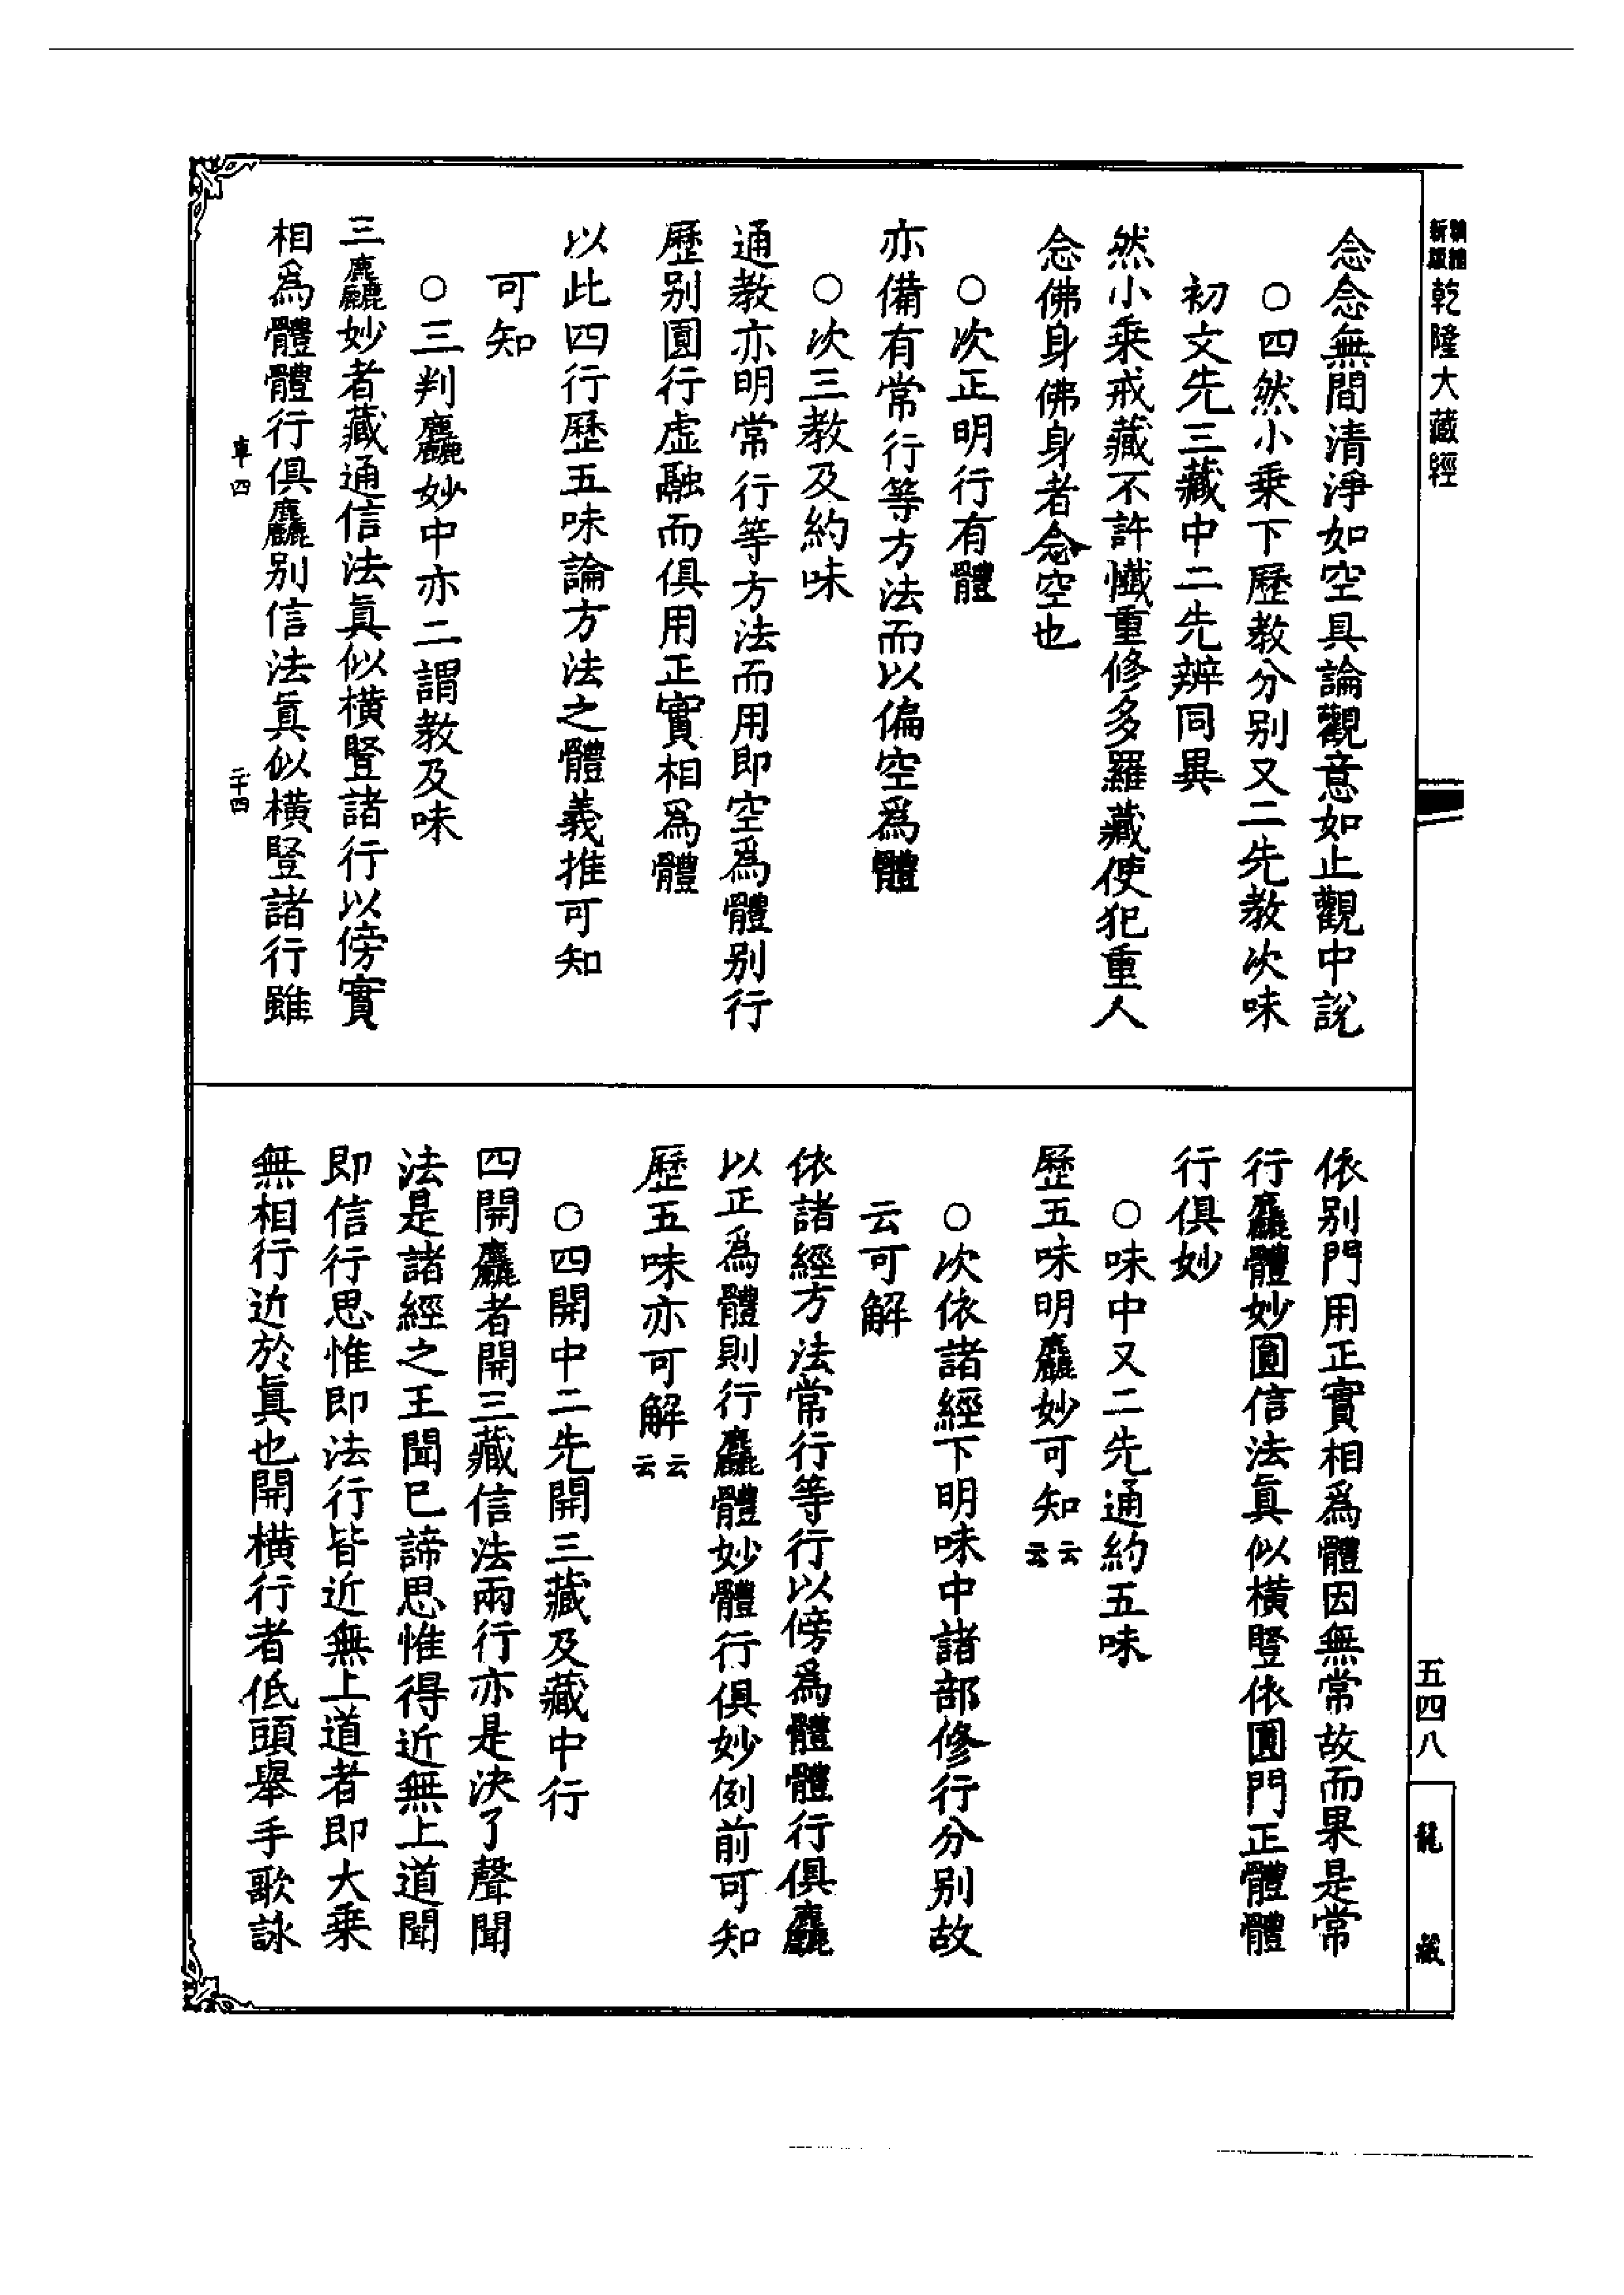 新版
乾隆大藏經
念念無間清淨如空具論觀意如止觀中說
○四然小乘下歷教分別又二先教次味
初文先三藏中二先辨同異
然小乘戒藏不許懺重修多羅藏使犯重人
念佛身佛身者念空也
○次正明行有體
亦備有常行等方法而以偏空爲體
○次三教及約味
通教亦明常行等方法而用即空爲體別行
歷別圓行虛融而俱用正實相爲體
以此四行歷五味論方法之體義推可知
可知
○三判麤妙中亦二謂教及味
三麤妙者藏通信法眞似橫豎諸行以傍實
相爲體體行俱麤別信法眞似橫豎諸行雖
車四
二十四
依別門用正實相爲體因無常故而果是常
行麤體妙圓信法眞似橫豎依圓門正體體
行俱妙
○味中又二先通約五味
歷五味明麤妙可知云云
○次依諸經下明味中諸部修行分別故
云可解
依諸經方法常行等行以傍爲體體行俱麤
以正爲體則行麤體妙體行俱妙例前可知
歷五味亦可解云云
○四開中二先開三藏及藏中行
四開麤者開三藏信法兩行亦是決了聲聞
法是諸經之王聞已諦思惟得近無上道聞
即信行思惟即法行皆近無上道者即大乘
無相行近於眞也開橫行者低頭舉手歌詠
五四八
龍藏